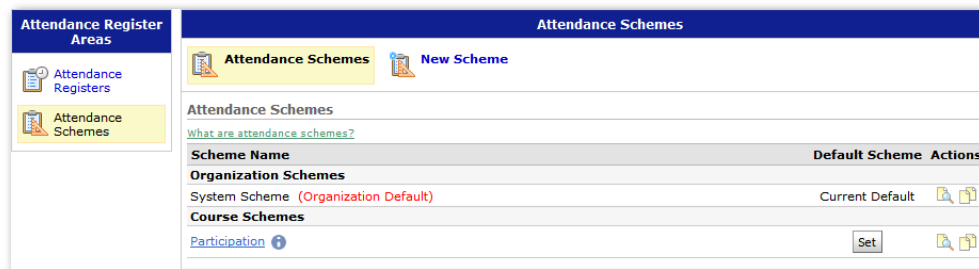 Attendance Register
Areas
Attendance
Registers
Attendance
Schemes
Attendance Schemes
Attendance Schemes New Scheme
Attendance Schemes
What are attendance schemes?
Scheme Name Default Scheme Actions
Organization Schemes
System Scheme (Organization Default) Current Default
Course Schemes
Participation Set